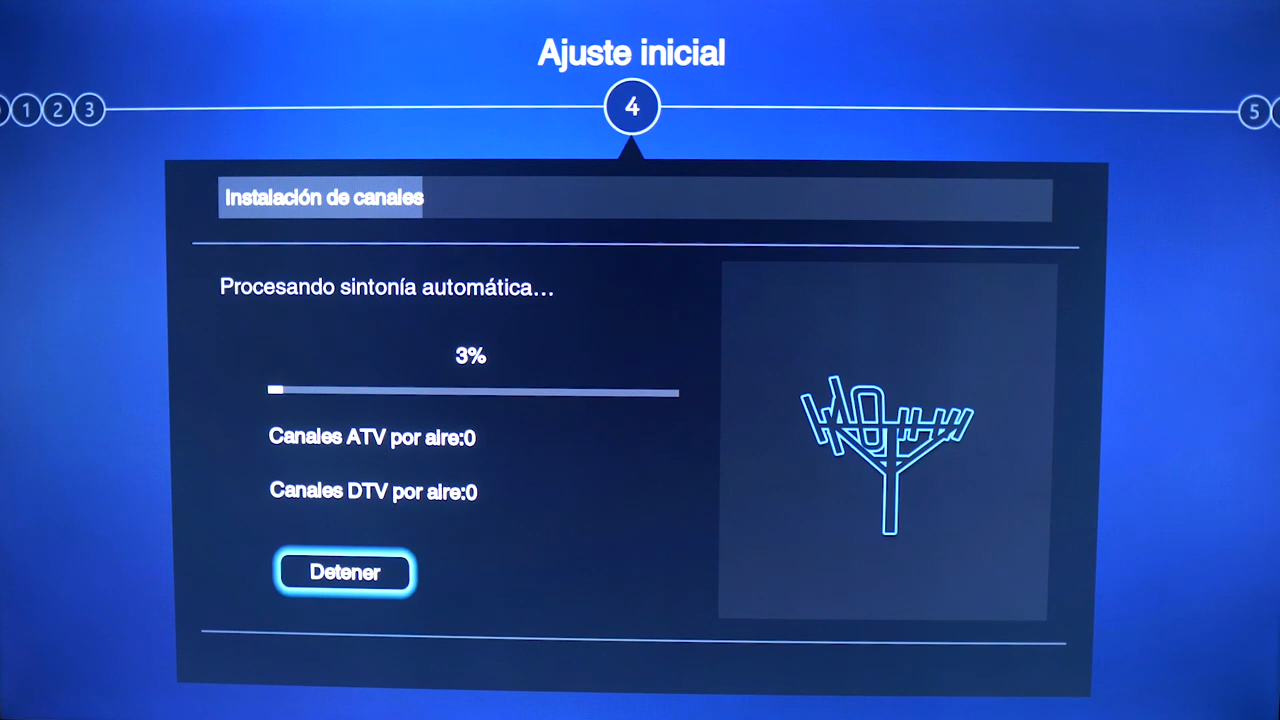 Ajuste inicial
1 2 3 4 5
Instalación de canales
Procesando sintonía automática...
3%
Canales ATV por aire:0
Canales DTV por aire:0
Detener